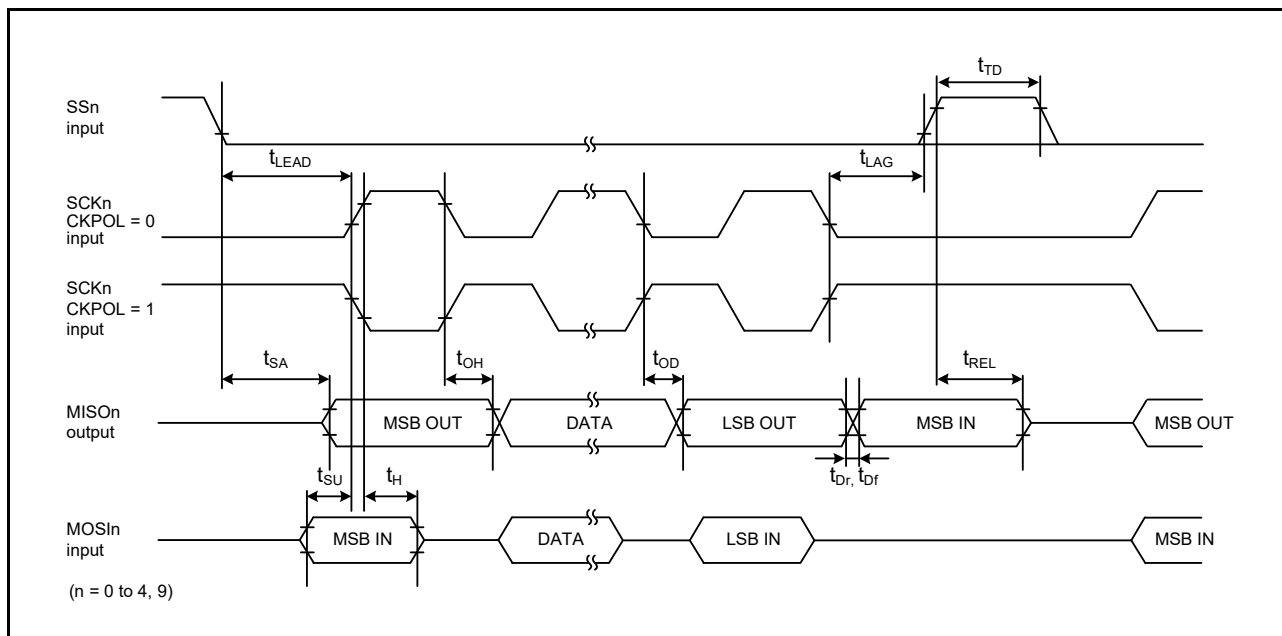 tTD
SSn
input
tLEAD
tLAG
SCKn
CKPOL = 0
input
SCKn
CKPOL = 1
input
tSA
tOH
tOD
tREL
MISOn
output
MSB OUT
DATA
LSB OUT
MSB IN
MSB OUT
tSU
tH
tDr, tDf
MOSIn
input
MSB IN
DATA
LSB IN
MSB IN
(n = 0 to 4, 9)